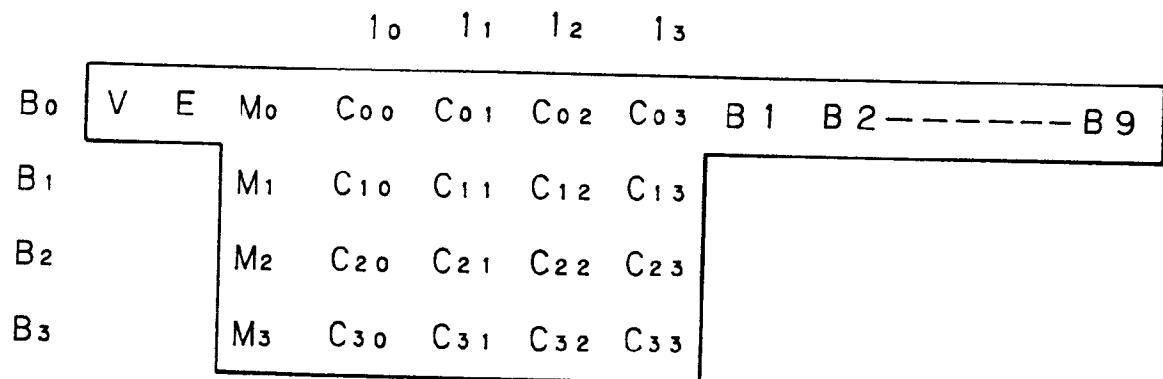 I₀ I₁ I₂ I₃
B₀ V E M₀ C₀₀ C₀₁ C₀₂ C₀₃ B1 B2------B9
B₁ M₁ C₁₀ C₁₁ C₁₂ C₁₃
B₂ M₂ C₂₀ C₂₁ C₂₂ C₂₃
B₃ M₃ C₃₀ C₃₁ C₃₂ C₃₃